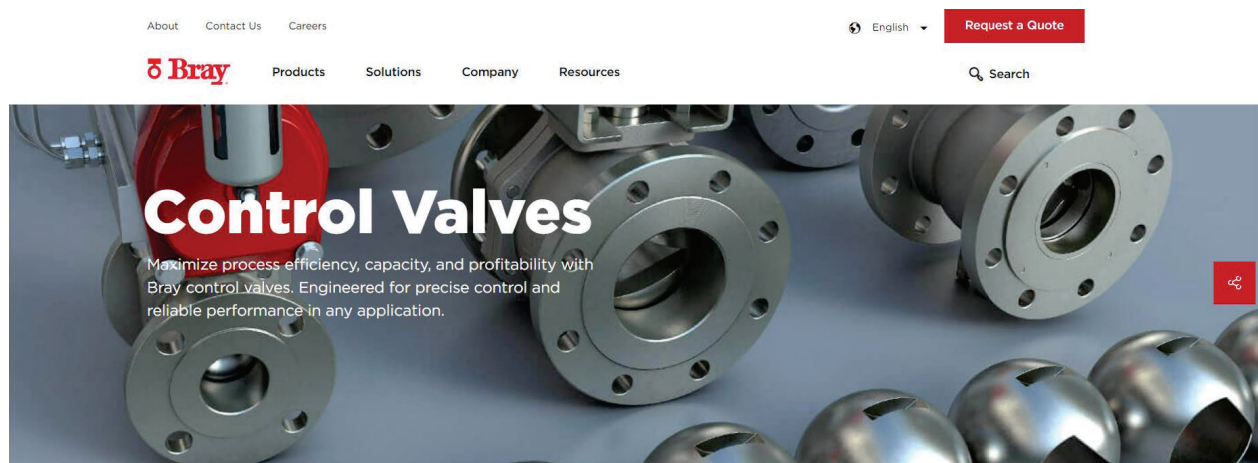 About Contact Us Careers
English Request a Quote
Bray Products Solutions Company Resources Search
Control Valves
Maximize process efficiency, capacity, and profitability with
Bray control valves. Engineered for precise control and
reliable performance in any application.